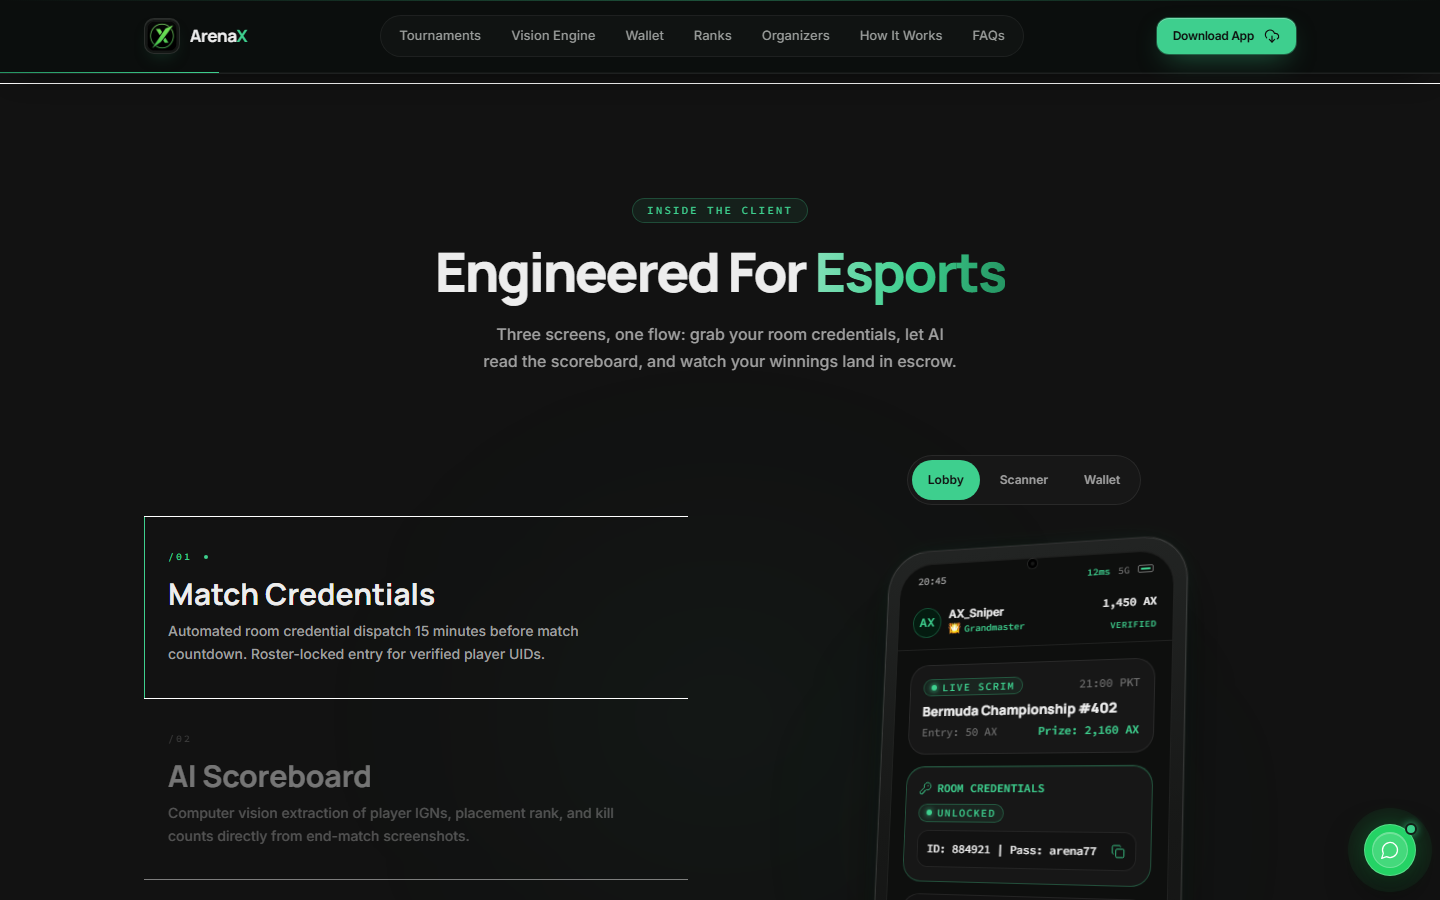 ArenaX
Tournaments
Vision Engine
Wallet
Ranks
Organizers
How It Works
FAQs
Download App
INSIDE THE CLIENT
Engineered For Esports
Three screens, one flow: grab your room credentials, let AI
read the scoreboard, and watch your winnings land in escrow.
Lobby
Scanner
Wallet
/01
Match Credentials
Automated room credential dispatch 15 minutes before match
countdown. Roster-locked entry for verified player UIDs.
/02
AI Scoreboard
Computer vision extraction of player IGNs, placement rank, and kill
counts directly from end-match screenshots.
20:45
12ms 5G
AX
AX_Sniper
Grandmaster
1,450 AX
VERIFIED
LIVE SCRIM
21:00 PKT
Bermuda Championship #402
Entry: 50 AX
Prize: 2,160 AX
ROOM CREDENTIALS
UNLOCKED
ID: 884921 | Pass: arena77